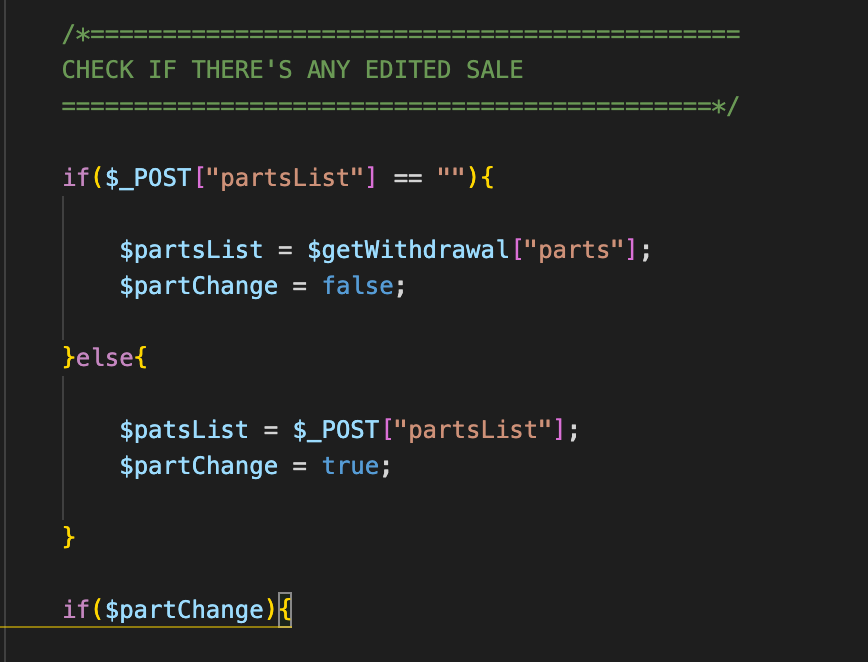 /*=============================================
CHECK IF THERE'S ANY EDITED SALE
=============================================*/
if($_POST["partsList"] == ""){
$partsList = $getWithdrawal["parts"];
$partChange = false;
}else{
$patsList = $_POST["partsList"];
$partChange = true;
}
if($partChange){